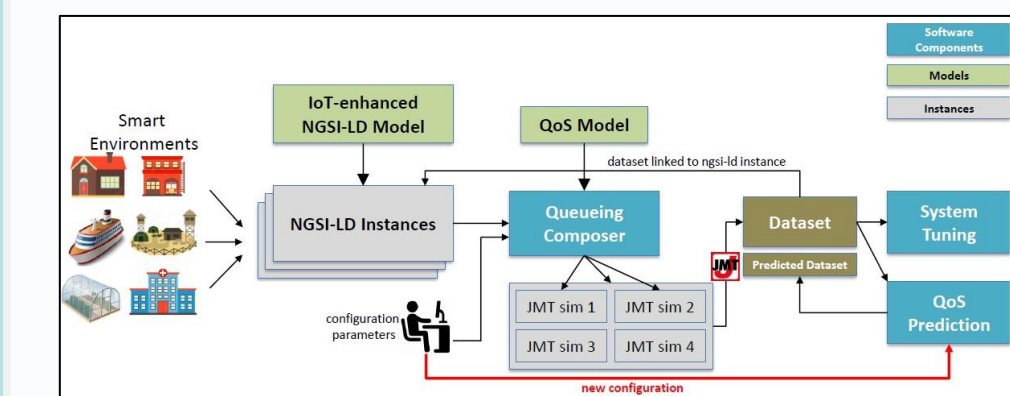 Software
Components
Models
Instances
Smart
Environments
IoT-enhanced
NGSI-LD Model
QoS Model
dataset linked to ngsi-ld instance
NGSI-LD Instances
Queueing
Composer
Dataset
Predicted Dataset
System
Tuning
QoS
Prediction
JMT
J
configuration
parameters
JMT sim 1
JMT sim 2
JMT sim 3
JMT sim 4
new configuration